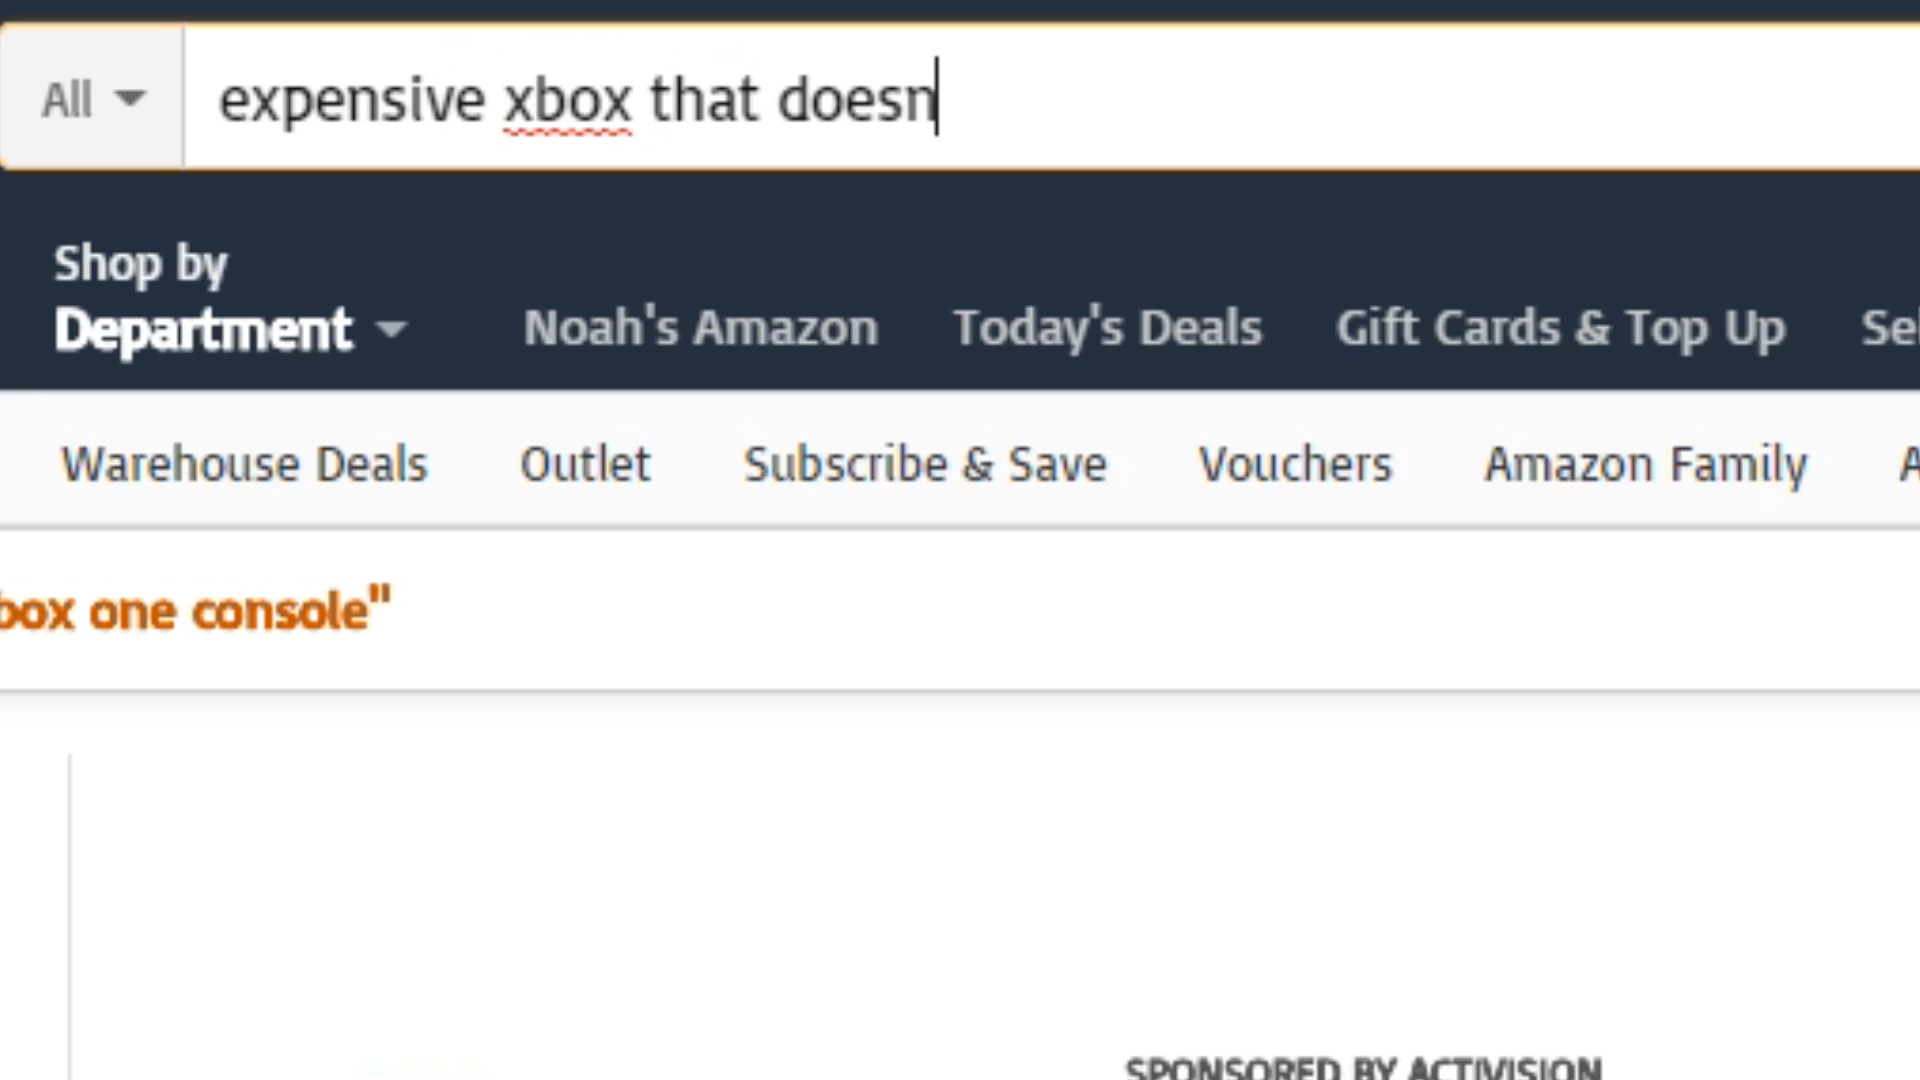 All expensive xbox that doesn
Shop by
Department Noah's Amazon Today's Deals Gift Cards & Top Up
Warehouse Deals Outlet Subscribe & Save Vouchers Amazon Family
box one console"
SPONSORED BY ACTIVISION